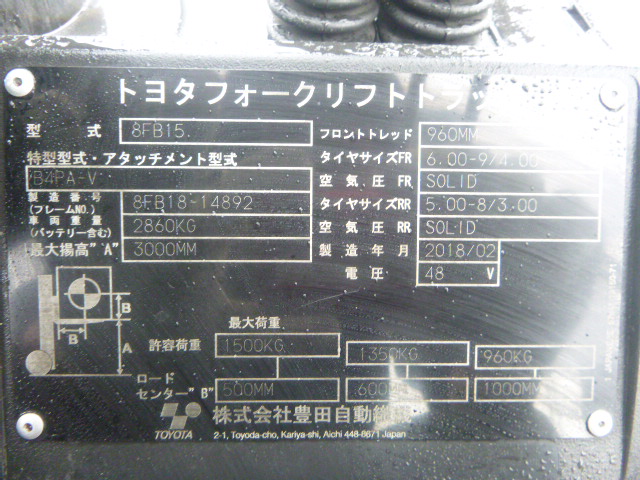 トヨタフォークリフトトラッ
型式 8FB15. フロントトレッド 960MM
特型型式・アタッチメント型式 タイヤサイズFR 6.00-9/4.00
B4PA-V 空気圧FR SOLID
製造番号(フレームNO.) 8FB18-14892 タイヤサイズRR 5.00-8/3.00
車両重量(バッテリー含む) 2860KG 空気圧RR SOLID
最大揚高"A" 3000MM 製造年月 2018/02
電圧 48 V
B
B A
最大荷重
許容荷重 1500KG 1350KG 960KG
ロードセンター"B" 500MM 600MM 1000MM
TOYOTA 株式会社豊田自動織機
2-1, Toyoda-cho, Kariya-shi, Aichi 448-8671 Japan